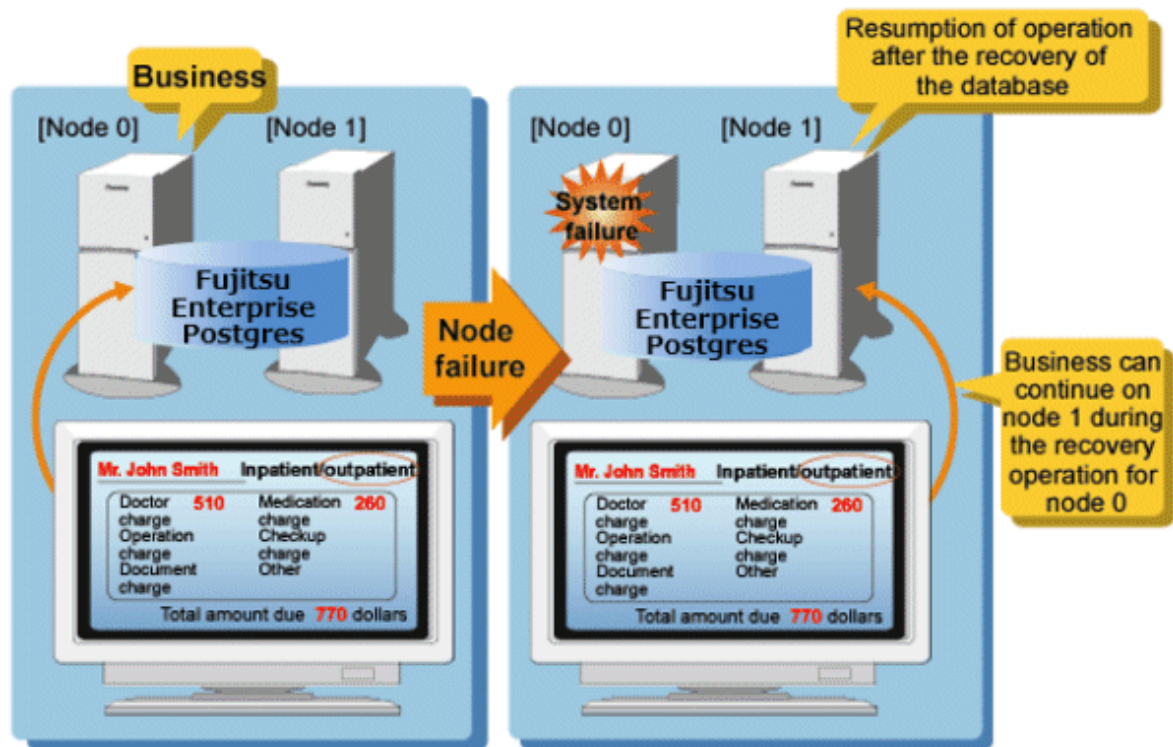 Business
Resumption of operation
after the recovery of
the database
[Node 0]
[Node 1]
[Node 0]
[Node 1]
System
failure
Fujitsu
Enterprise
Postgres
Fujitsu
Enterprise
Postgres
Node
failure
Business can
continue on
node 1 during
the recovery
operation for
node 0
Mr. John Smith Inpatient/outpatient
Doctor 510 Medication 260
charge charge
Operation Checkup
charge charge
Document Other
charge
Total amount due 770 dollars
Mr. John Smith Inpatient/outpatient
Doctor 510 Medication 260
charge charge
Operation Checkup
charge charge
Document Other
charge
Total amount due 770 dollars